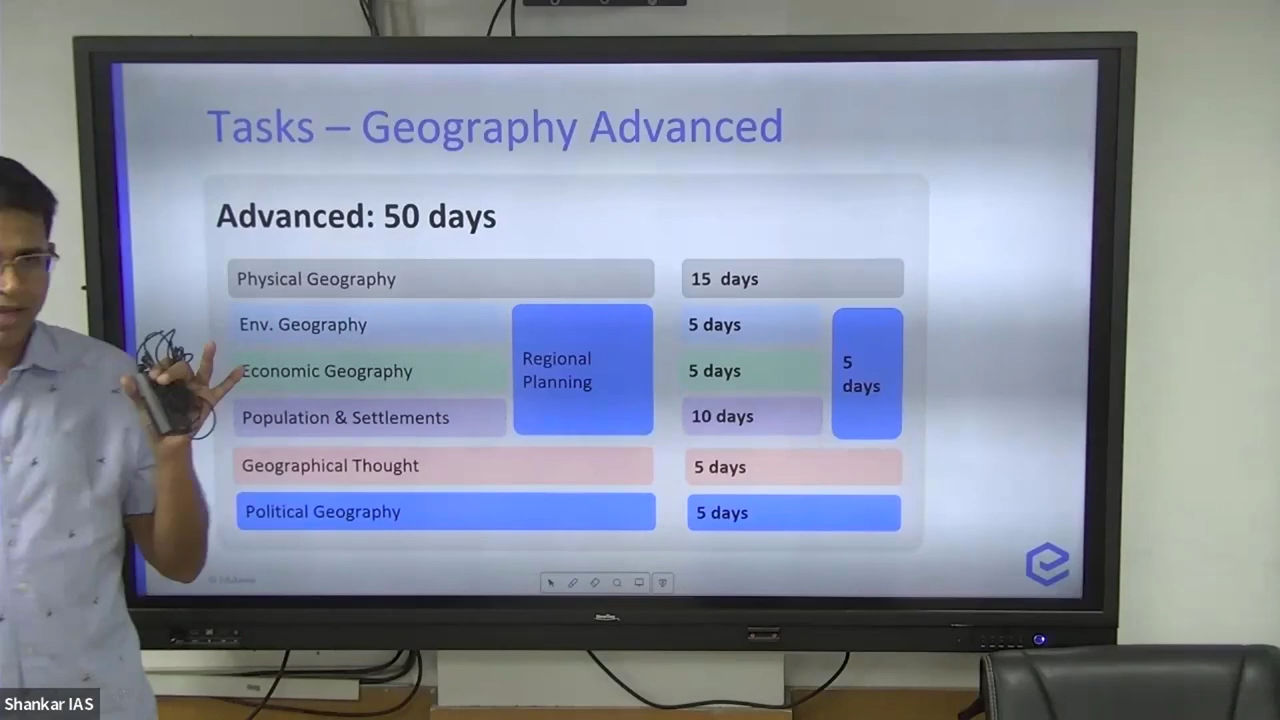 Tasks – Geography Advanced
Advanced: 50 days
Physical Geography
15 days
Env. Geography
5 days
Economic Geography
5 days
Population & Settlements
10 days
Regional
Planning
5
days
Geographical Thought
5 days
Political Geography
5 days
Shankar IAS